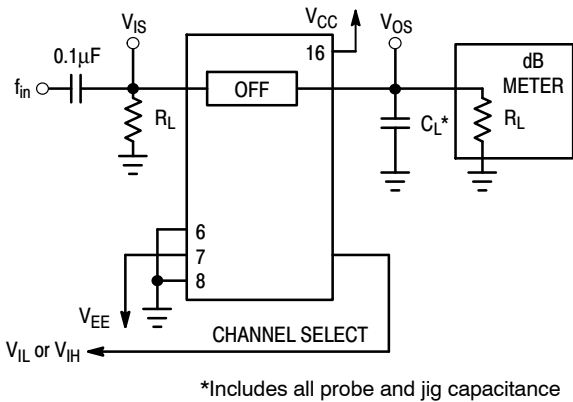 V_IS
V_CC
V_OS
16
0.1μF
dB
METER
f_in
OFF
R_L
C_L*
R_L
6
7
8
V_EE
CHANNEL SELECT
V_IL or V_IH
*Includes all probe and jig capacitance